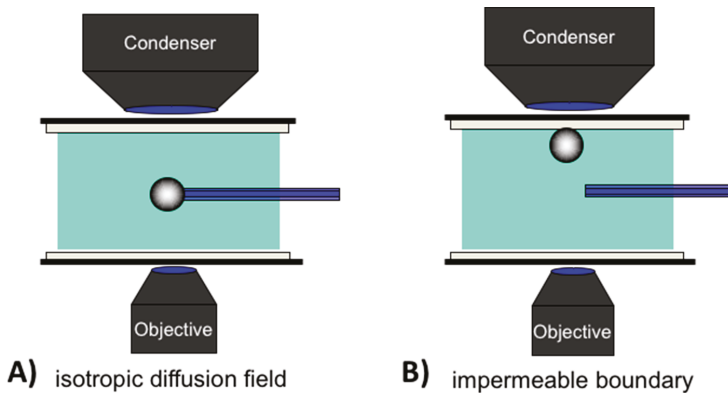 Condenser
Condenser
Objective
Objective
A) isotropic diffusion field
B) impermeable boundary